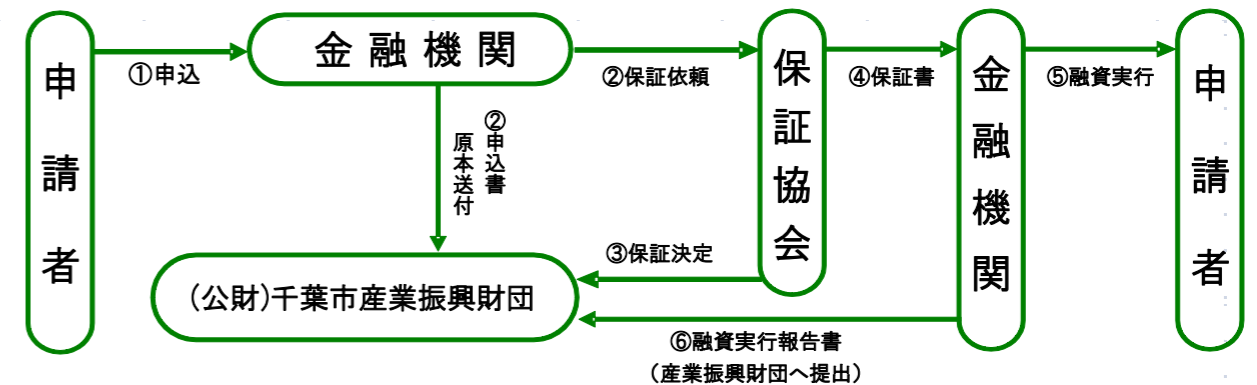 申請者
①申込
金融機関
②保証依頼
②申込書
原本送付
保証協会
④保証書
金融機関
⑤融資実行
申請者
③保証決定
(公財)千葉市産業振興財団
⑥融資実行報告書
(産業振興財団へ提出)